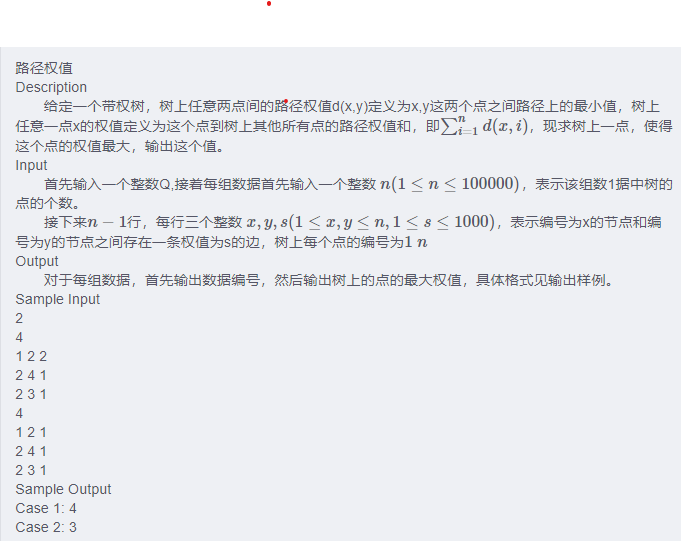 路径权值
Description
给定一个带权树，树上任意两点间的路径权值d(x,y)定义为x,y这两个点之间路径上的最小值，树上
任意一点x的权值定义为这个点到树上其他所有点的路径权值和，即∑_{i=1}^{n} d(x, i)，现求树上一点，使得
这个点的权值最大，输出这个值。
Input
首先输入一个整数Q,接着每组数据首先输入一个整数 n(1 ≤ n ≤ 100000)，表示该组数1据中树的
点的个数。
接下来n − 1行，每行三个整数 x, y, s(1 ≤ x, y ≤ n, 1 ≤ s ≤ 1000)，表示编号为x的节点和编
号为y的节点之间存在一条权值为s的边，树上每个点的编号为1 n
Output
对于每组数据，首先输出数据编号，然后输出树上的点的最大权值，具体格式见输出样例。
Sample Input
2
4
1 2 2
2 4 1
2 3 1
4
1 2 1
2 4 1
2 3 1
Sample Output
Case 1: 4
Case 2: 3